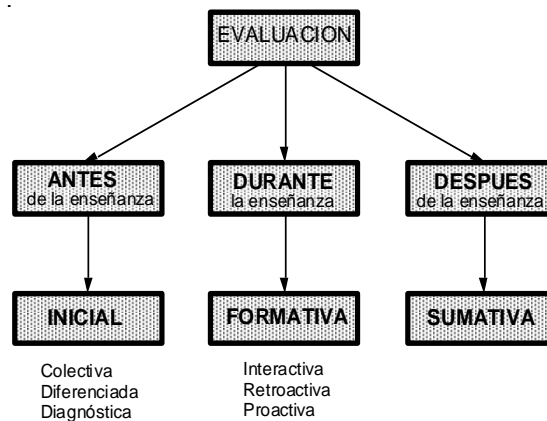 EVALUACION
ANTES
de la enseñanza
DURANTE
la enseñanza
DESPUES
de la enseñanza
INICIAL
FORMATIVA
SUMATIVA
Colectiva
Diferenciada
Diagnóstica
Interactiva
Retroactiva
Proactiva